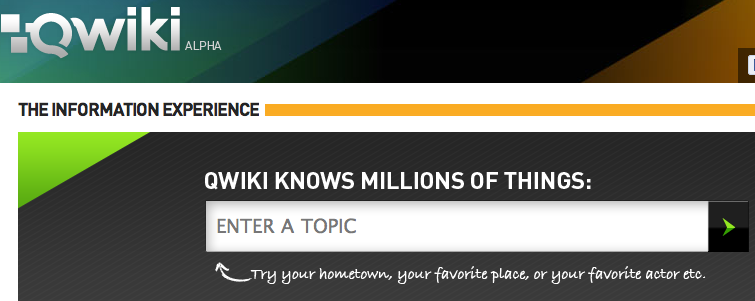 Qwiki ALPHA
THE INFORMATION EXPERIENCE
QWIKI KNOWS MILLIONS OF THINGS:
ENTER A TOPIC
Try your hometown, your favorite place, or your favorite actor etc.